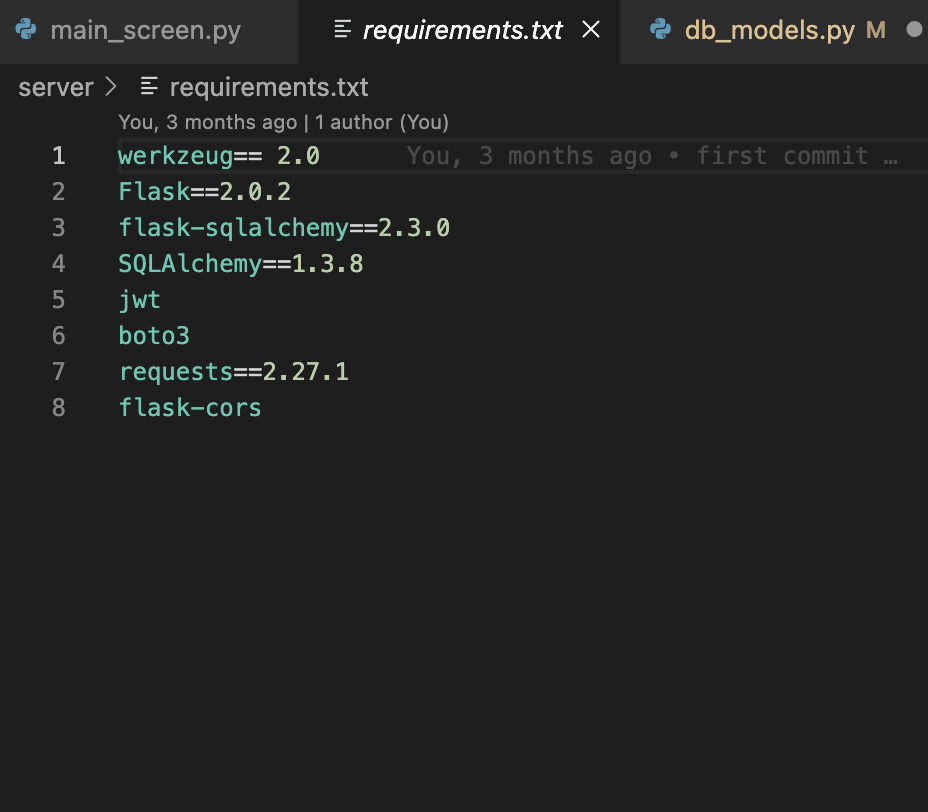 main_screen.py requirements.txt db_models.py M
server > requirements.txt
You, 3 months ago | 1 author (You)
1 werkzeug== 2.0 You, 3 months ago • first commit …
2 Flask==2.0.2
3 flask-sqlalchemy==2.3.0
4 SQLAlchemy==1.3.8
5 jwt
6 boto3
7 requests==2.27.1
8 flask-cors